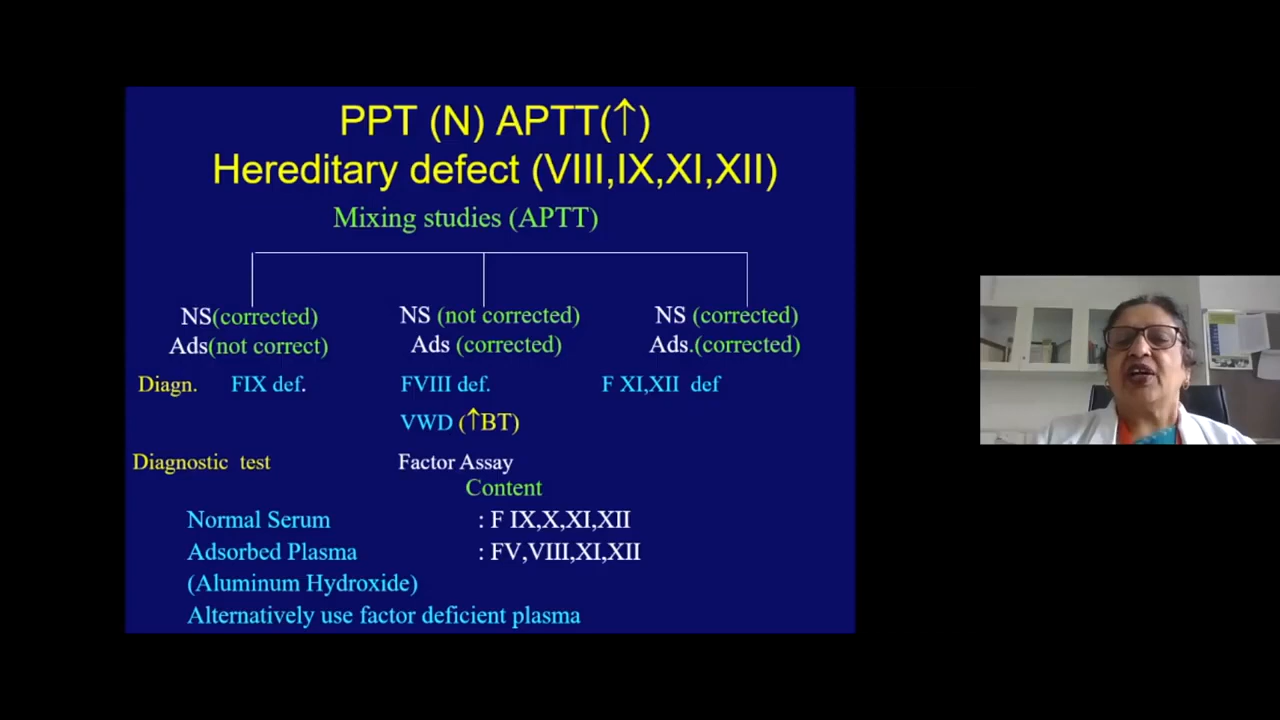 PPT (N) APTT(↑)
Hereditary defect (VIII,IX,XI,XII)
Mixing studies (APTT)
NS(corrected) NS (not corrected) NS (corrected)
Ads(not correct) Ads (corrected) Ads.(corrected)
Diagn. FIX def. FVIII def. F XI,XII def
VWD (↑BT)
Diagnostic test Factor Assay
Content
Normal Serum : F IX,X,XI,XII
Adsorbed Plasma : FV,VIII,XI,XII
(Aluminum Hydroxide)
Alternatively use factor deficient plasma